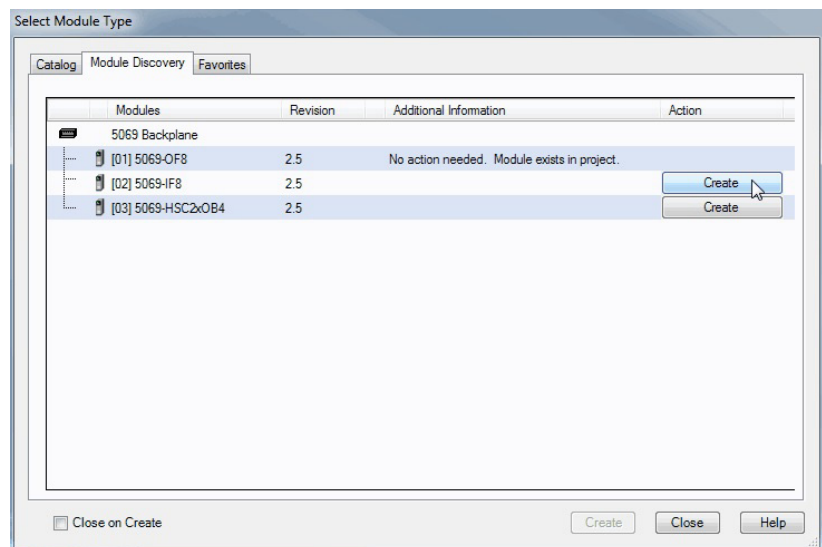 Select Module Type
Catalog Module Discovery Favorites
Modules Revision Additional Information Action
5069 Backplane
[01] 5069-OF8 2.5 No action needed. Module exists in project.
[02] 5069-IF8 2.5 Create
[03] 5069-HSC2xOB4 2.5 Create
Close on Create Create Close Help